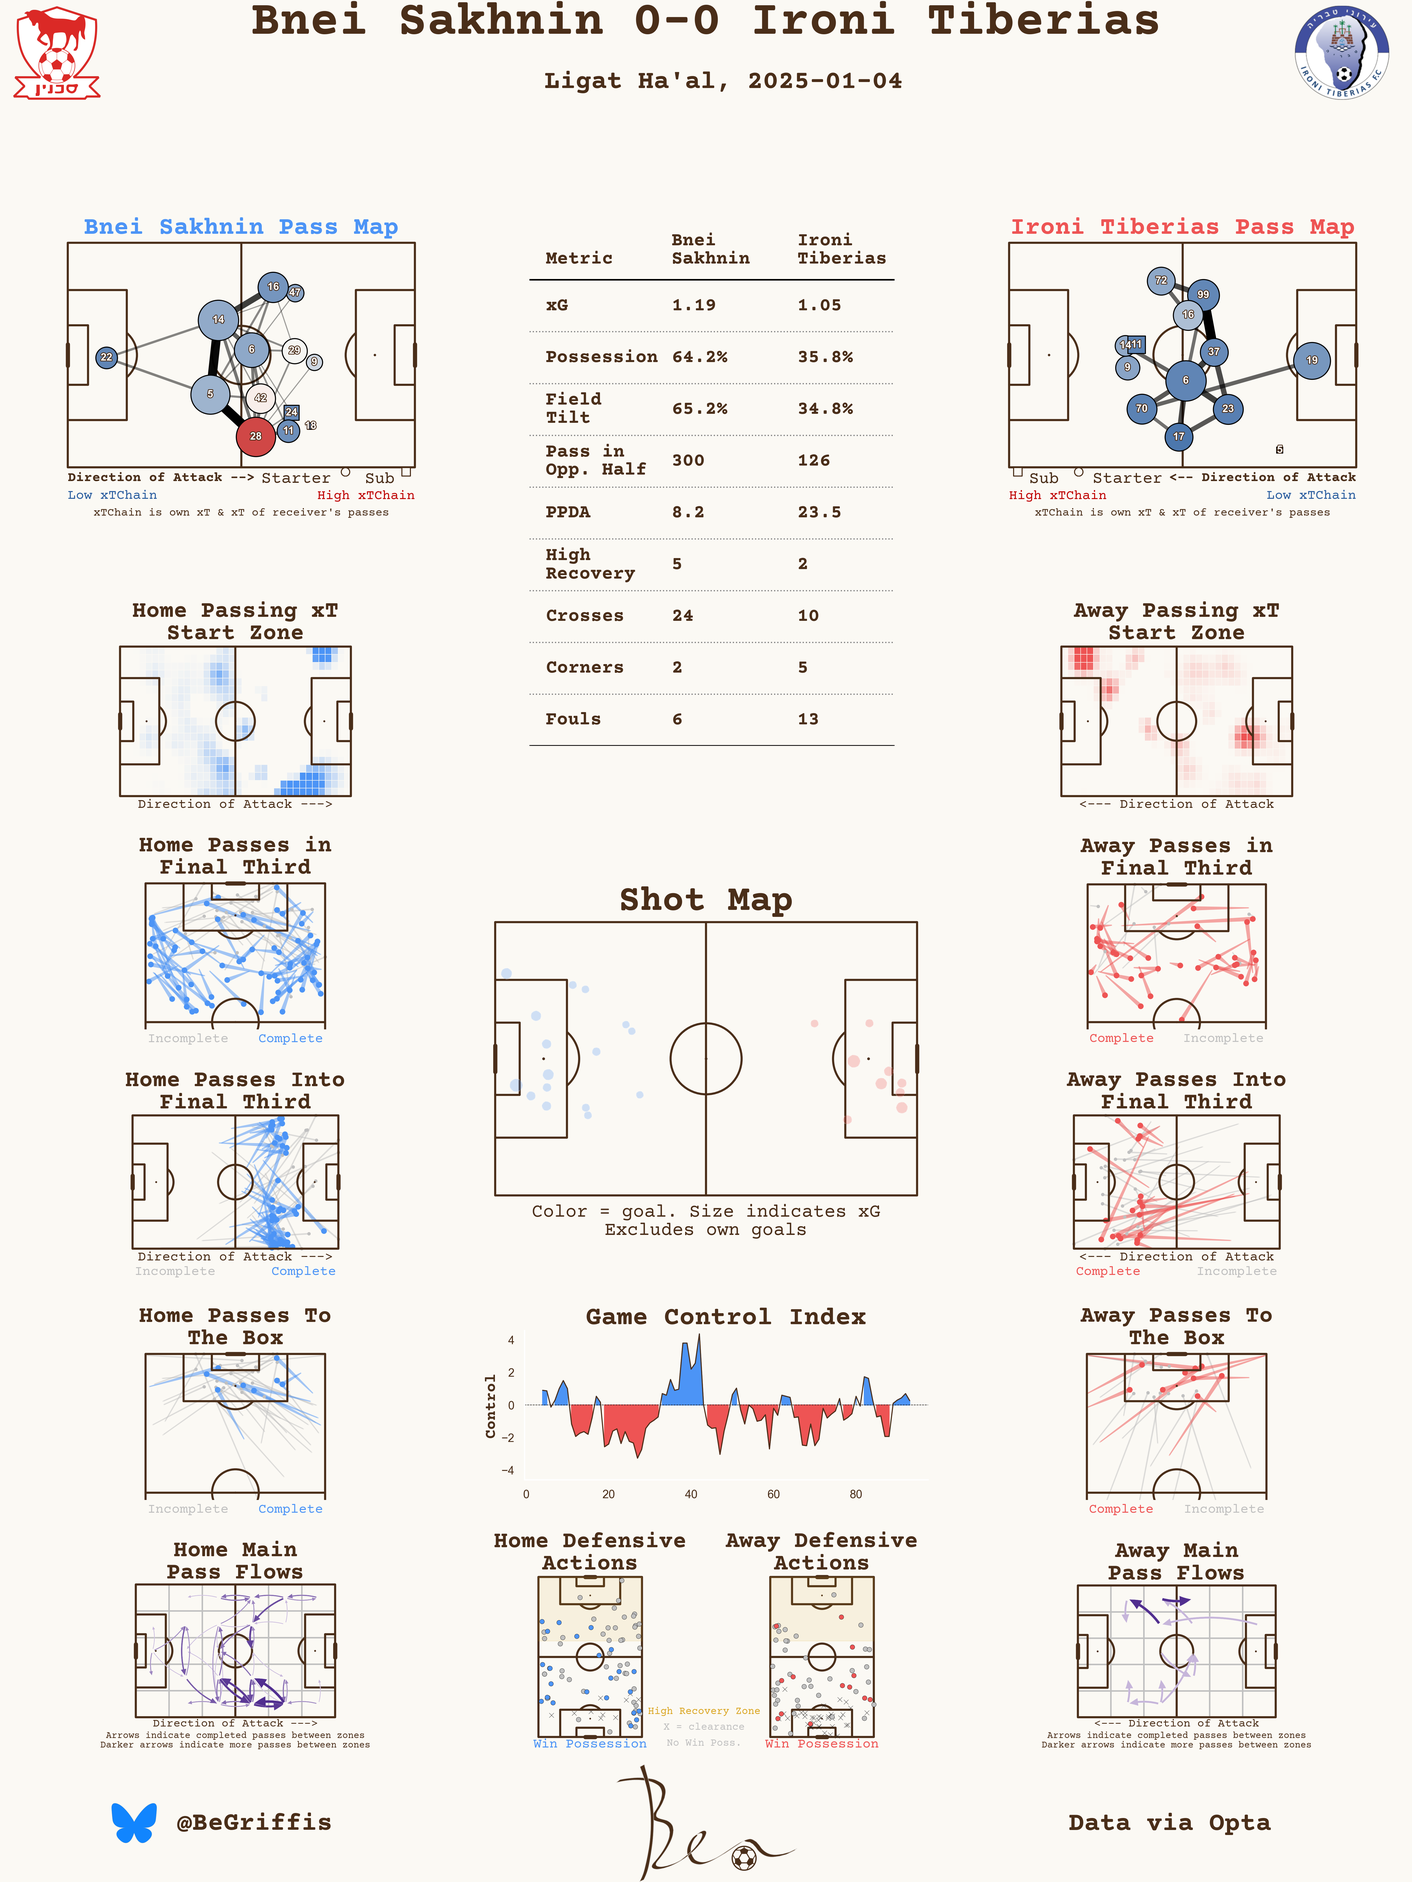 Bnei Sakhnin 0-0 Ironi Tiberias
Ligat Ha'al, 2025-01-04
סכנין
עירוני טבריה
IRONI TIBERIAS F.C
Bnei Sakhnin Pass Map
16
47
14
6
29
9
22
5
42
24
11
18
28
Direction of Attack -->
Starter
Sub
Low xTChain
High xTChain
xTChain is own xT & xT of receiver's passes
Metric Bnei Sakhnin Ironi Tiberias
xG 1.19 1.05
Possession 64.2% 35.8%
Field Tilt 65.2% 34.8%
Pass in Opp. Half 300 126
PPDA 8.2 23.5
High Recovery 5 2
Crosses 24 10
Corners 2 5
Fouls 6 13
Ironi Tiberias Pass Map
72
99
16
14
11
37
9
19
6
70
23
17
5
Sub
Starter
<-- Direction of Attack
High xTChain
Low xTChain
xTChain is own xT & xT of receiver's passes
Home Passing xT
Start Zone
Direction of Attack --->
Away Passing xT
Start Zone
<--- Direction of Attack
Home Passes in
Final Third
Incomplete
Complete
Shot Map
Color = goal. Size indicates xG
Excludes own goals
Away Passes in
Final Third
Complete
Incomplete
Home Passes Into
Final Third
Direction of Attack --->
Incomplete
Complete
Away Passes Into
Final Third
<--- Direction of Attack
Complete
Incomplete
Home Passes To
The Box
Incomplete
Complete
Game Control Index
Control
4
2
0
−2
−4
0
20
40
60
80
Away Passes To
The Box
Complete
Incomplete
Home Main
Pass Flows
Direction of Attack --->
Arrows indicate completed passes between zones
Darker arrows indicate more passes between zones
Home Defensive
Actions
Win Possession
High Recovery Zone
X = clearance
No Win Poss.
Away Defensive
Actions
Win Possession
Away Main
Pass Flows
<--- Direction of Attack
Arrows indicate completed passes between zones
Darker arrows indicate more passes between zones
@BeGriffis
Ben
Data via Opta